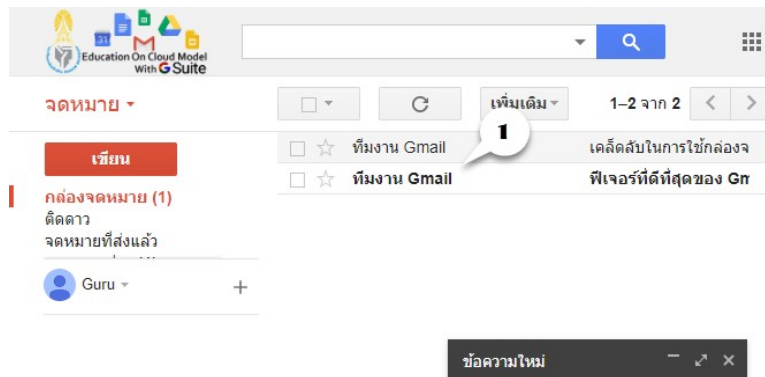 31
Education On Cloud Model
With G Suite
จดหมาย
เพิ่มเติม
1–2 จาก 2
1
เขียน
ทีมงาน Gmail
เคล็ดลับในการใช้กล่องจ
ทีมงาน Gmail
ฟีเจอร์ที่ดีที่สุดของ Gm
กล่องจดหมาย (1)
ติดดาว
จดหมายที่ส่งแล้ว
Guru
ข้อความใหม่